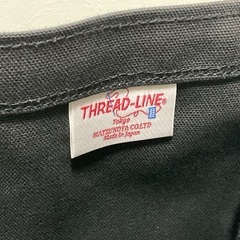 THREAD-LINE®
Tokyo
MATSUNOYA CO.LTD
Made in Japan